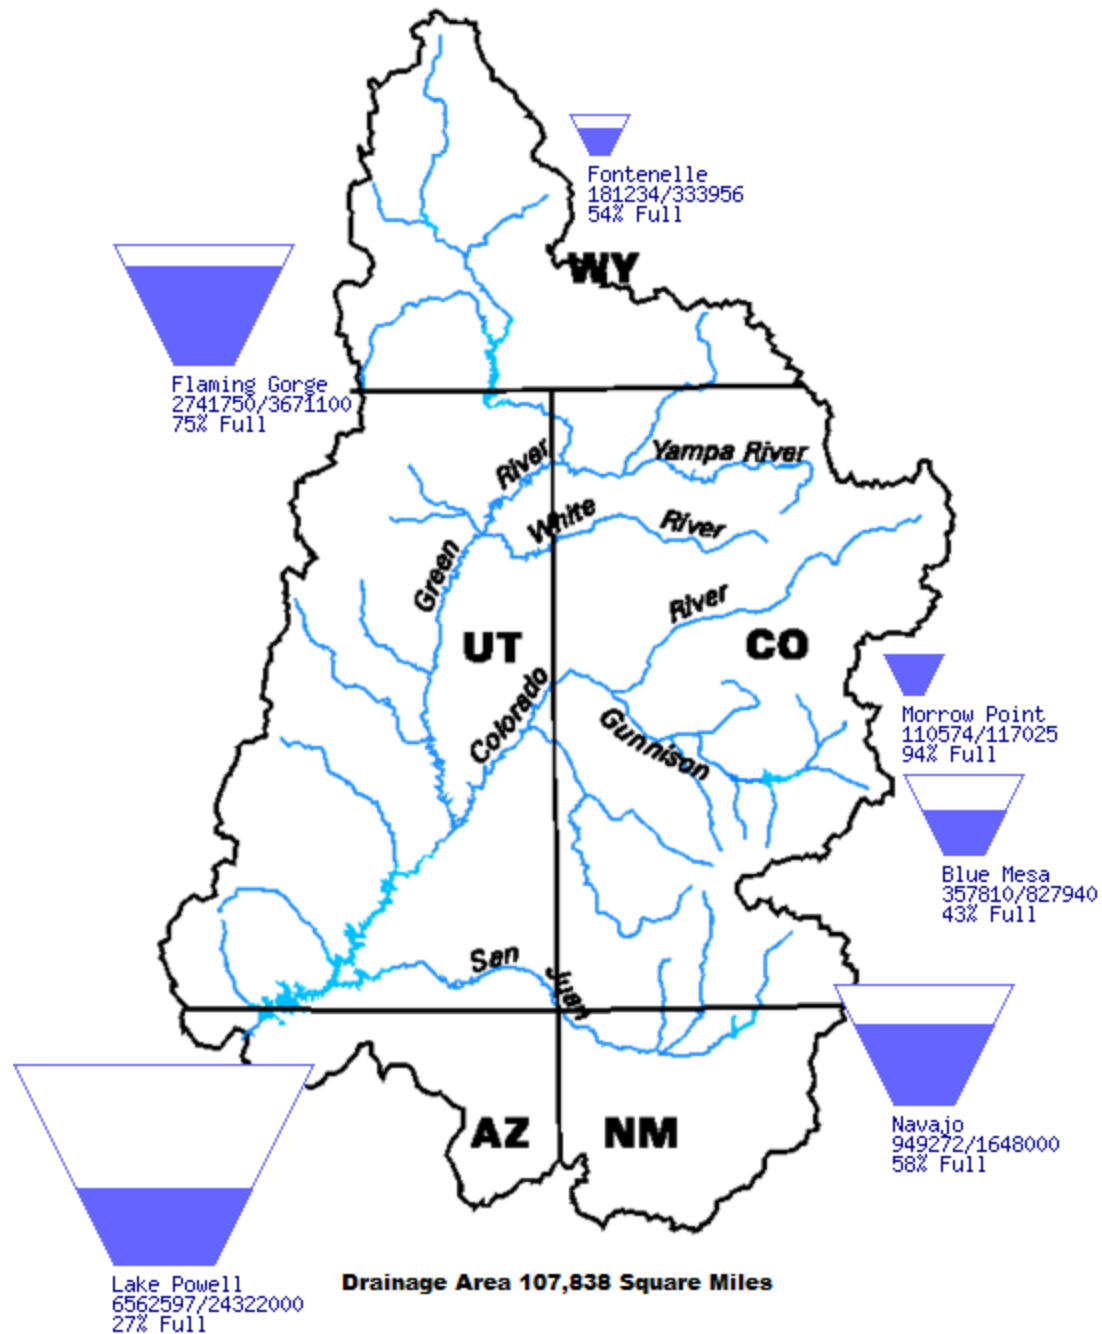 Fontenelle
181234/333956
54% Full
WY
Flaming Gorge
2741750/3671100
75% Full
Yampa River
River
White
River
Green
River
UT
CO
Colorado
Gunnison
Morrow Point
110574/117025
94% Full
Blue Mesa
357810/827940
43% Full
San
Juan
Navajo
949272/1648000
58% Full
AZ
NM
Lake Powell
6562597/24322000
27% Full
Drainage Area 107,838 Square Miles